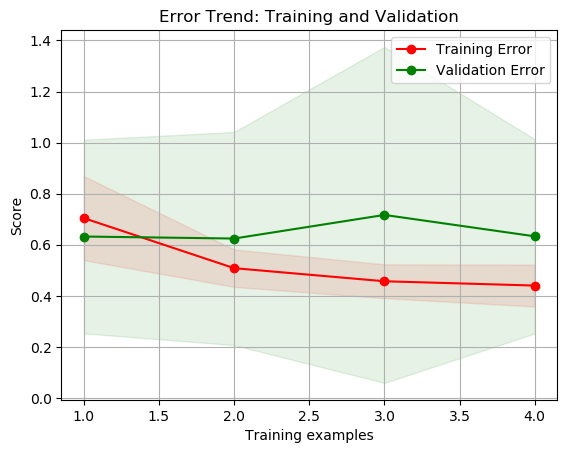 Error Trend: Training and Validation
Training Error
Validation Error
Score
1.4
1.2
1.0
0.8
0.6
0.4
0.2
0.0
1.0 1.5 2.0 2.5 3.0 3.5 4.0
Training examples